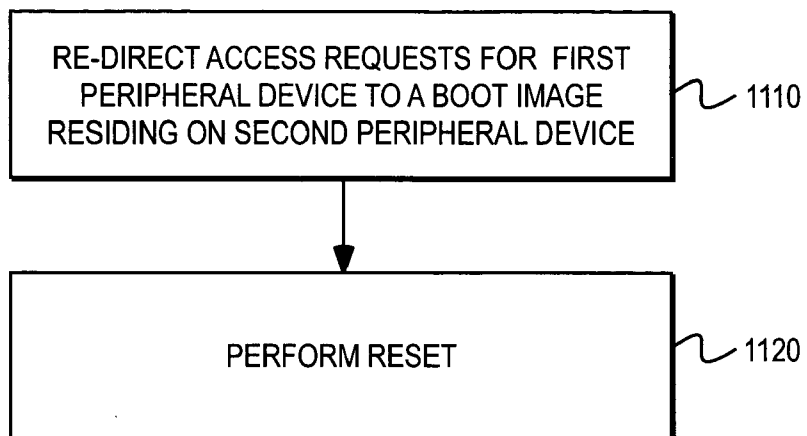 RE-DIRECT ACCESS REQUESTS FOR FIRST
PERIPHERAL DEVICE TO A BOOT IMAGE
RESIDING ON SECOND PERIPHERAL DEVICE
1110
PERFORM RESET
1120